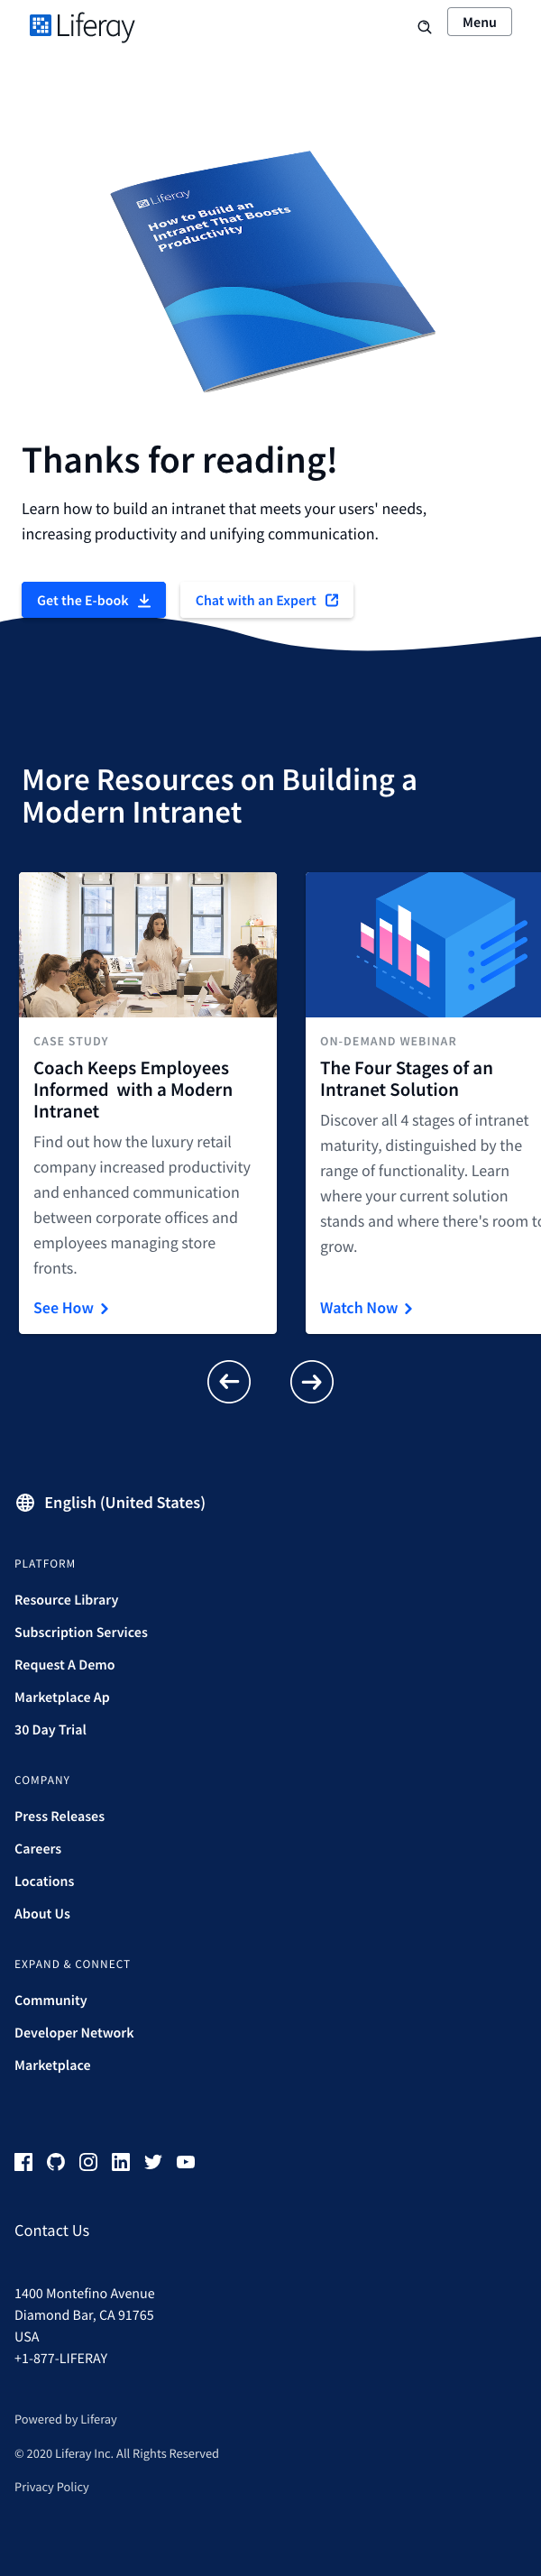 Liferay
Menu
Liferay
How to Build an
Intranet That Boosts
Productivity
Thanks for reading!
Learn how to build an intranet that meets your users' needs,
increasing productivity and unifying communication.
Get the E-book
Chat with an Expert
More Resources on Building a
Modern Intranet
CASE STUDY
Coach Keeps Employees
Informed  with a Modern
Intranet
Find out how the luxury retail
company increased productivity
and enhanced communication
between corporate offices and
employees managing store
fronts.
See How
ON-DEMAND WEBINAR
The Four Stages of an
Intranet Solution
Discover all 4 stages of intranet
maturity, distinguished by the
range of functionality. Learn
where your current solution
stands and where there's room to
grow.
Watch Now
English (United States)
PLATFORM
Resource Library
Subscription Services
Request A Demo
Marketplace Ap
30 Day Trial
COMPANY
Press Releases
Careers
Locations
About Us
EXPAND & CONNECT
Community
Developer Network
Marketplace
Contact Us
1400 Montefino Avenue
Diamond Bar, CA 91765
USA
+1-877-LIFERAY
Powered by Liferay
© 2020 Liferay Inc. All Rights Reserved
Privacy Policy